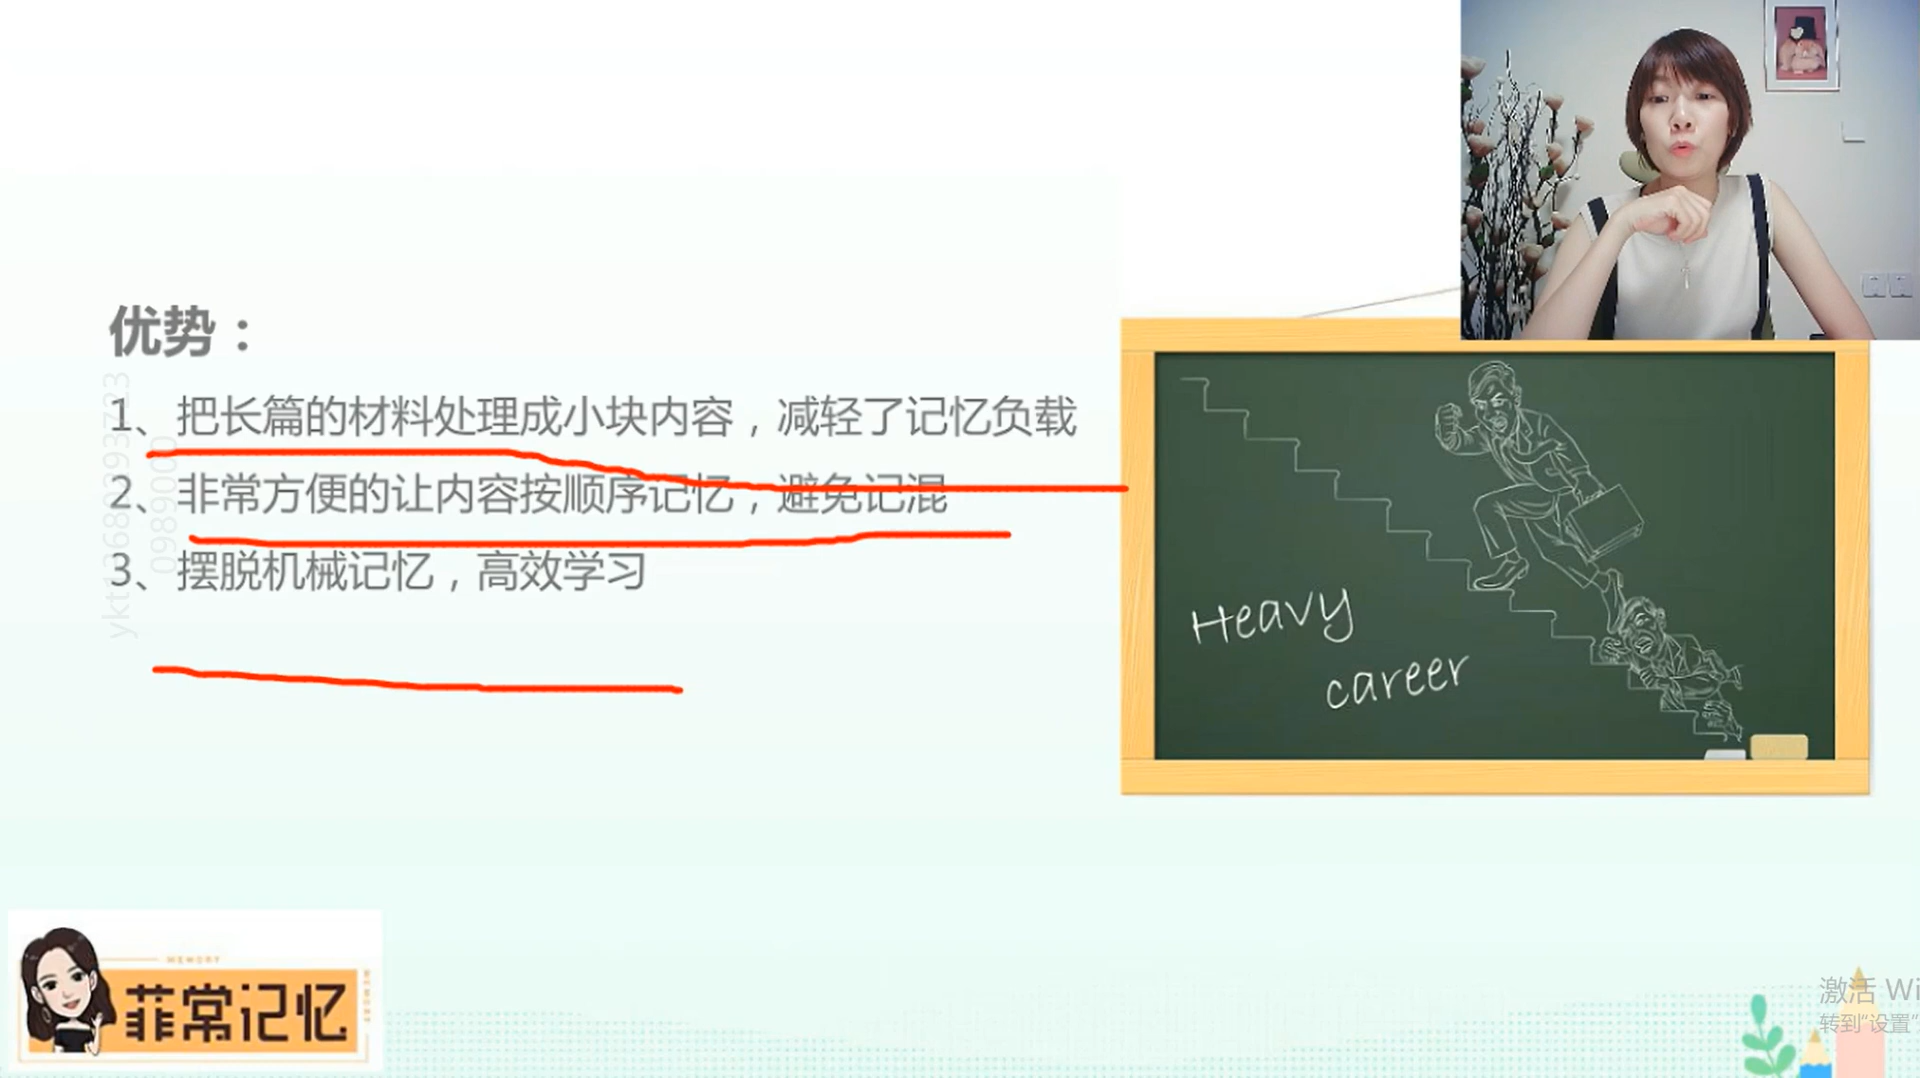 优势：
1、把长篇的材料处理成小块内容，减轻了记忆负载
2、非常方便的让内容按顺序记忆，避免记混
3、摆脱机械记忆，高效学习
Heavy
career
MEMORY
菲常记忆
激活 Wi
转到"设置"